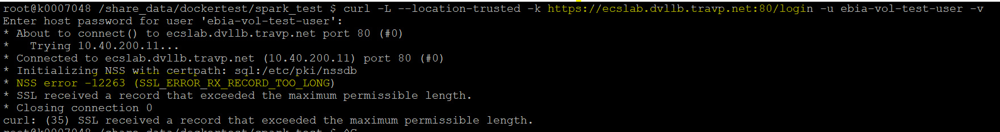 root@k0007048 /share_data/dockertest/spark_test $ curl -L --location-trusted -k https://ecslab.dvllb.travp.net:80/login -u ebia-vol-test-user -v
Enter host password for user 'ebia-vol-test-user':
* About to connect() to ecslab.dvllb.travp.net port 80 (#0)
*   Trying 10.40.200.11...
* Connected to ecslab.dvllb.travp.net (10.40.200.11) port 80 (#0)
* Initializing NSS with certpath: sql:/etc/pki/nssdb
* NSS error -12263 (SSL_ERROR_RX_RECORD_TOO_LONG)
* SSL received a record that exceeded the maximum permissible length.
* Closing connection 0
curl: (35) SSL received a record that exceeded the maximum permissible length.
root@k0007048 /share_data/dockertest/spark_test $ ^C